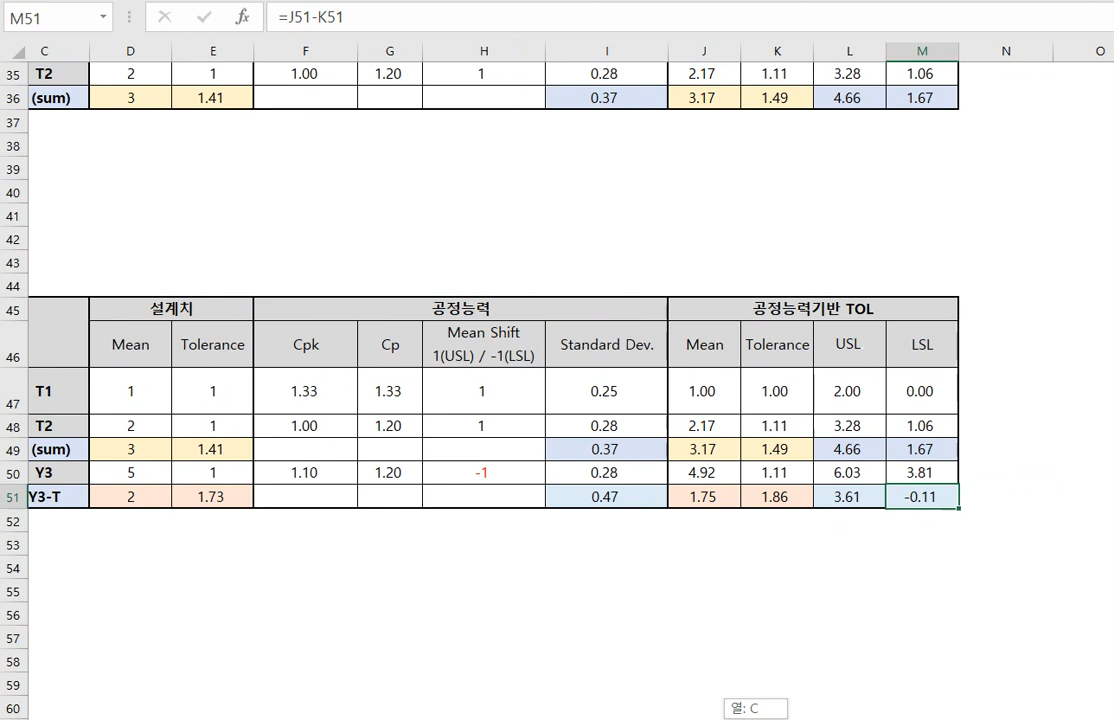 M51 =J51-K51
C D E F G H I J K L M N O
35 T2 2 1 1.00 1.20 1 0.28 2.17 1.11 3.28 1.06
36 (sum) 3 1.41 0.37 3.17 1.49 4.66 1.67
37
38
39
40
41
42
43
44
45 설계치 공정능력 공정능력기반 TOL
46 Mean Tolerance Cpk Cp Mean Shift 1(USL) / -1(LSL) Standard Dev. Mean Tolerance USL LSL
47 T1 1 1 1.33 1.33 1 0.25 1.00 1.00 2.00 0.00
48 T2 2 1 1.00 1.20 1 0.28 2.17 1.11 3.28 1.06
49 (sum) 3 1.41 0.37 3.17 1.49 4.66 1.67
50 Y3 5 1 1.10 1.20 -1 0.28 4.92 1.11 6.03 3.81
51 Y3-T 2 1.73 0.47 1.75 1.86 3.61 -0.11
52
53
54
55
56
57
58
59
60
열: C